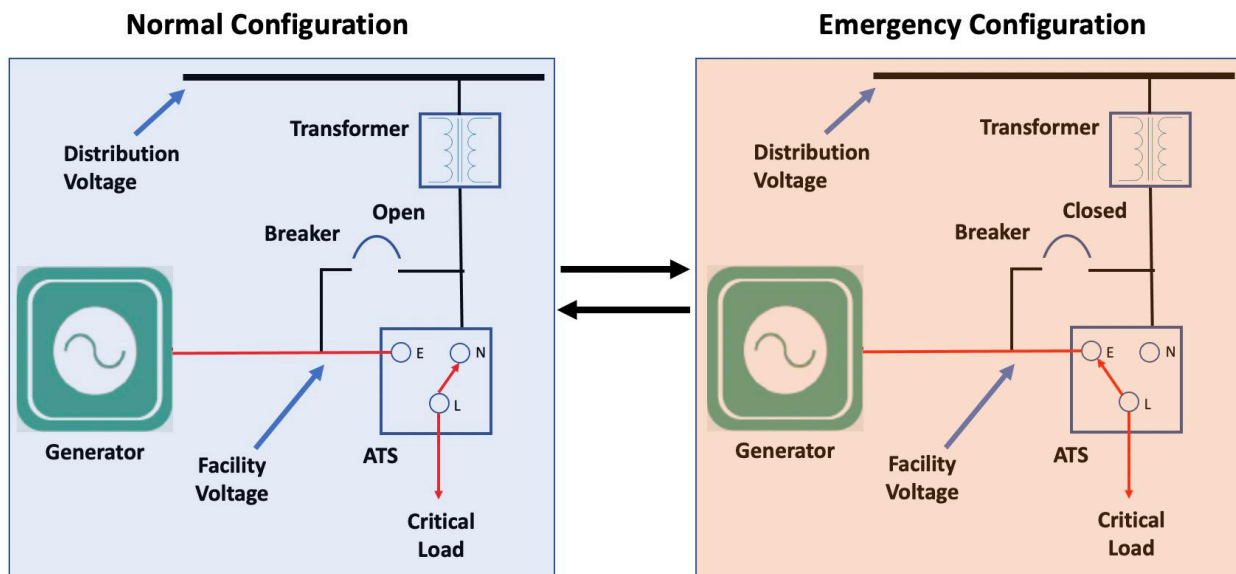 Normal Configuration
Distribution
Voltage
Transformer
Open
Breaker
E
N
L
Generator
Facility
Voltage
ATS
Critical
Load
Emergency Configuration
Distribution
Voltage
Transformer
Closed
Breaker
E
N
L
Generator
Facility
Voltage
ATS
Critical
Load